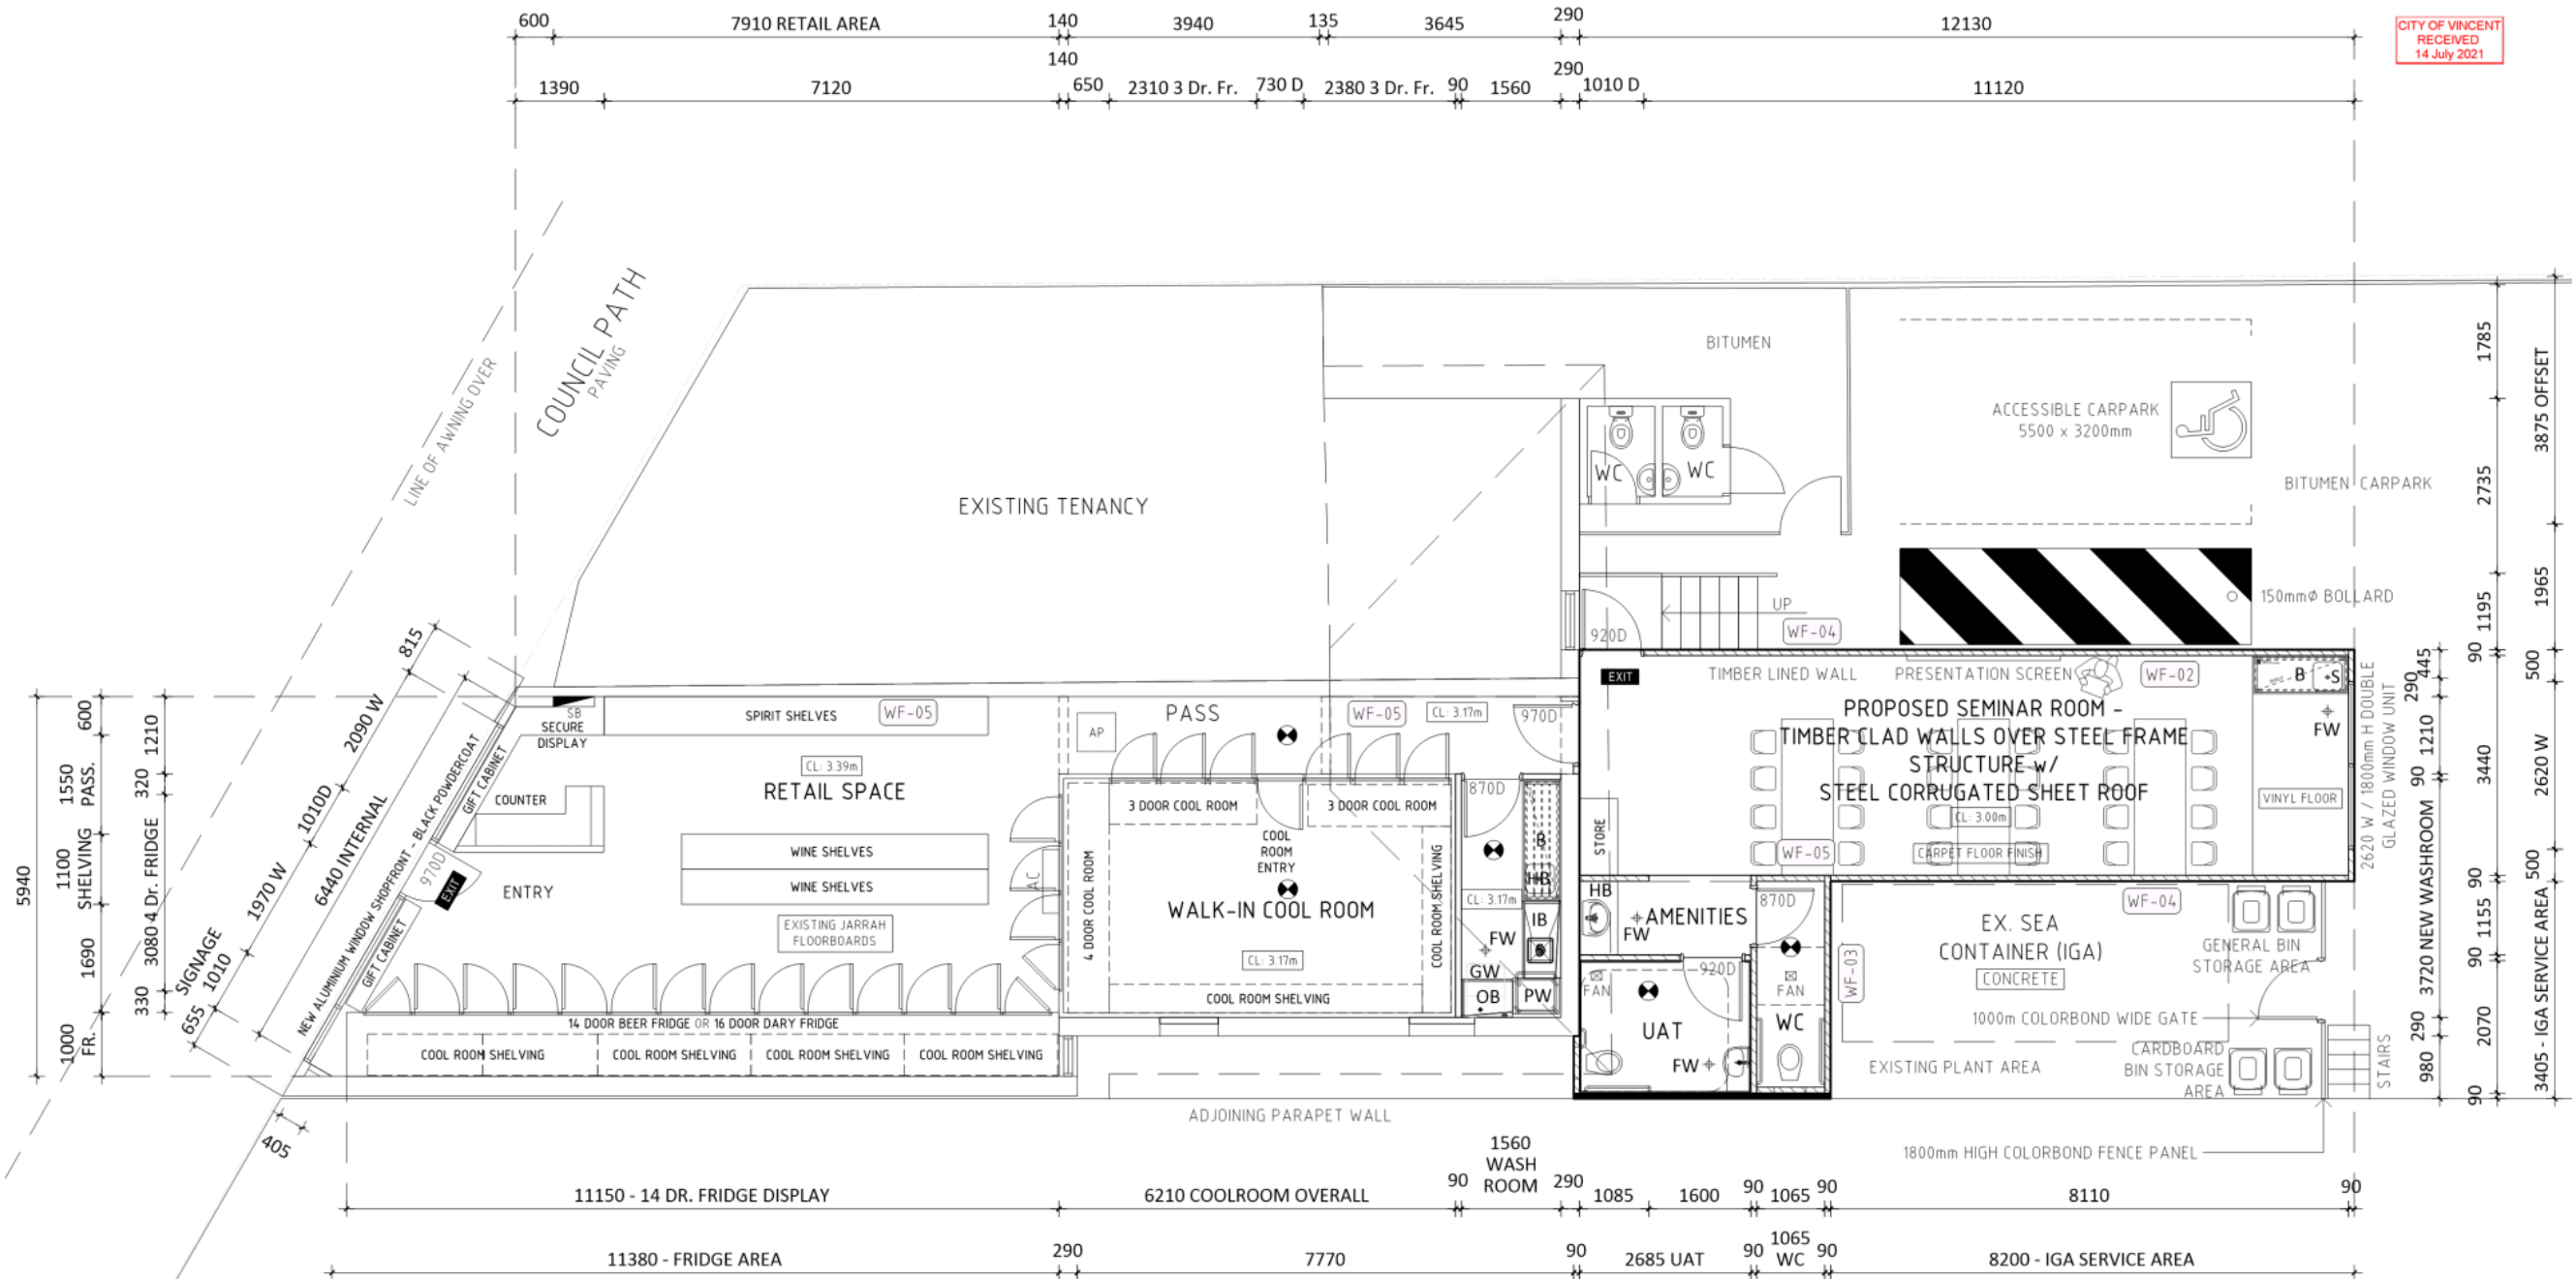 600
7910 RETAIL AREA
140
3940
135
3645
290
12130
CITY OF VINCENT
RECEIVED
14 July 2021
140
290
1390
7120
650
2310 3 Dr. Fr.
730 D
2380 3 Dr. Fr.
90
1560
1010 D
11120
LINE OF AWNING OVER
COUNCIL PATH
PAVING
EXISTING TENANCY
BITUMEN
ACCESSIBLE CARPARK
5500 x 3200mm
BITUMEN CARPARK
WC
WC
150mmø BOLLARD
UP
WF-04
920D
1785
2735
1195
90
3440
90
1155
90
2070
90
3875 OFFSET
1965
500
2620 W
500
3405 - IGA SERVICE AREA
445
290
1210
90
3720 NEW WASHROOM
290
980
2620 W / 1800mm H DOUBLE
GLAZED WINDOW UNIT
5940
600
1550
PASS.
1100
SHELVING
1690
1000
FR.
1210
320
3080 4 Dr. FRIDGE
330
815
2090 W
1010D
1970 W
SIGNAGE
1010
655
6440 INTERNAL
405
NEW ALUMINIUM WINDOW SHOPFRONT - BLACK POWDERCOAT
GIFT CABINET
GIFT CABINET
970D
EXIT
SB
SECURE
DISPLAY
SPIRIT SHELVES
WF-05
CL: 3.39m
RETAIL SPACE
COUNTER
WINE SHELVES
WINE SHELVES
ENTRY
EXISTING JARRAH
FLOORBOARDS
AC
14 DOOR BEER FRIDGE OR 16 DOOR DARY FRIDGE
COOL ROOM SHELVING
COOL ROOM SHELVING
COOL ROOM SHELVING
COOL ROOM SHELVING
AP
PASS
WF-05
CL: 3.17m
970D
3 DOOR COOL ROOM
3 DOOR COOL ROOM
COOL
ROOM
ENTRY
4 DOOR COOL ROOM
WALK-IN COOL ROOM
CL: 3.17m
COOL ROOM SHELVING
COOL ROOM SHELVING
870D
B
HB
CL: 3.17m
IB
S
FW
GW
OB
PW
EXIT
TIMBER LINED WALL
PRESENTATION SCREEN
WF-02
B
S
FW
PROPOSED SEMINAR ROOM -
TIMBER CLAD WALLS OVER STEEL FRAME
STRUCTURE w/
STEEL CORRUGATED SHEET ROOF
CL: 3.00m
VINYL FLOOR
STORE
WF-05
CARPET FLOOR FINISH
HB
AMENITIES
FW
870D
FAN
920D
UAT
FW
FAN
WC
WF-03
WF-04
EX. SEA
CONTAINER (IGA)
CONCRETE
GENERAL BIN
STORAGE AREA
1000m COLORBOND WIDE GATE
CARDBOARD
BIN STORAGE
AREA
EXISTING PLANT AREA
STAIRS
ADJOINING PARAPET WALL
1800mm HIGH COLORBOND FENCE PANEL
11150 - 14 DR. FRIDGE DISPLAY
6210 COOLROOM OVERALL
90
1560
WASH
ROOM
290
1085
1600
90
1065
90
8110
90
11380 - FRIDGE AREA
290
7770
90
2685 UAT
90
1065
WC
90
8200 - IGA SERVICE AREA